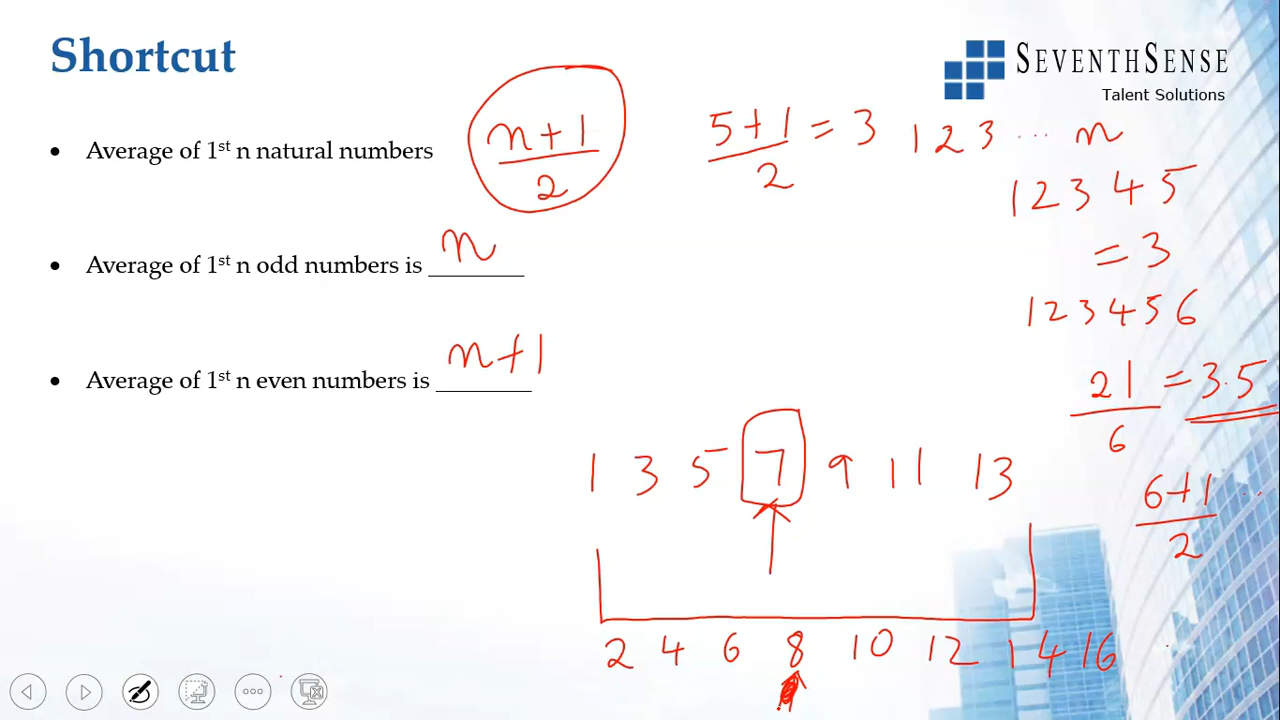 Shortcut
SEVENTHSENSE
Talent Solutions
• Average of 1st n natural numbers
n+1
2
5+1 = 3
2
1 2 3 ... n
1 2 3 4 5
= 3
• Average of 1st n odd numbers is ________
n
1 2 3 4 5 6
• Average of 1st n even numbers is ________
n+1
21 = 3.5
6
1 3 5 7 9 11 13
6+1 ..
2
2 4 6 8 10 12 14 16